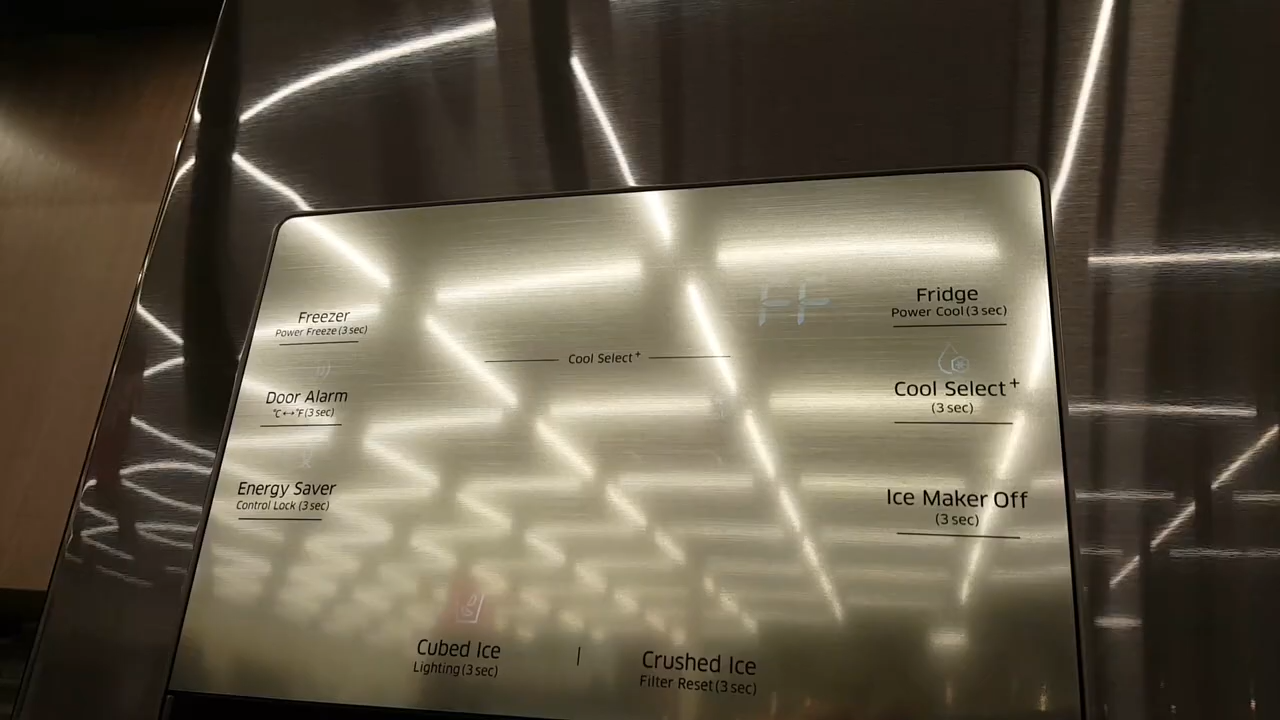 Freezer
Power Freeze (3 sec)
Door Alarm
°C↔°F (3 sec)
Energy Saver
Control Lock (3 sec)
Cool Select+
FF
Fridge
Power Cool (3 sec)
Cool Select+
(3 sec)
Ice Maker Off
(3 sec)
Cubed Ice
Lighting (3 sec)
|
Crushed Ice
Filter Reset (3 sec)